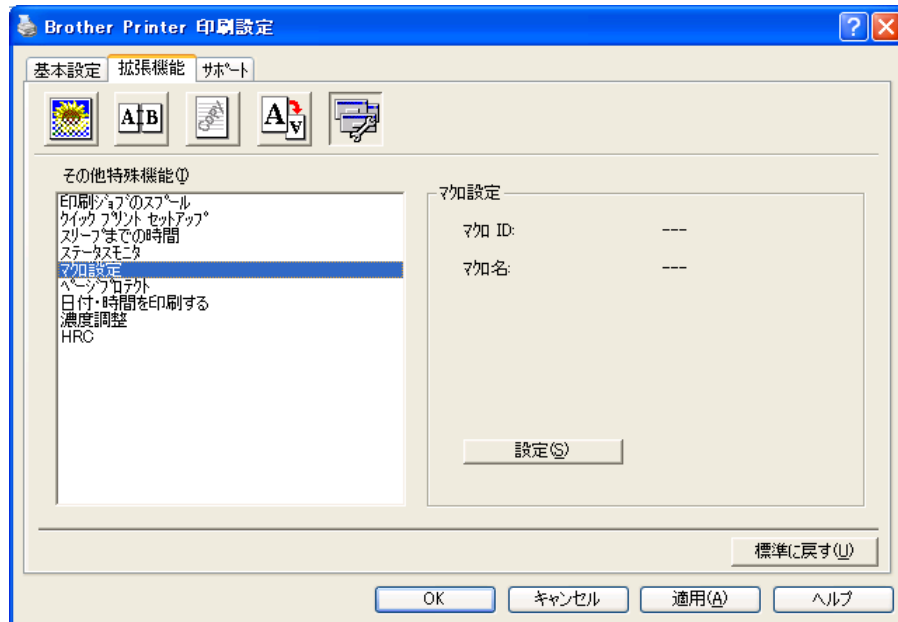 Brother Printer 印刷設定
基本設定 拡張機能 ｻﾎﾟｰﾄ
A B
A A
その他特殊機能(I)
印刷ｼﾞｮﾌﾞのｽﾌﾟｰﾙ
ｸｲｯｸ ﾌﾟﾘﾝﾄ ｾｯﾄｱｯﾌﾟ
ｽﾘｰﾌﾟまでの時間
ｽﾃｰﾀｽﾓﾆﾀ
ﾏｸﾛ設定
ﾍﾟｰｼﾞﾌﾟﾛﾃｸﾄ
日付･時間を印刷する
濃度調整
HRC
ﾏｸﾛ設定
ﾏｸﾛ ID: ---
ﾏｸﾛ名: ---
設定(S)
標準に戻す(U)
OK キャンセル 適用(A) ヘルプ